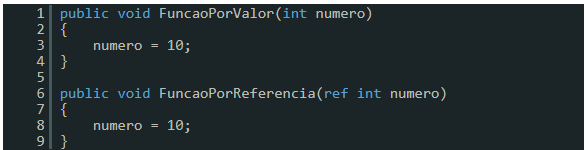 1 public void FuncaoPorValor(int numero)
2 {
3     numero = 10;
4 }
5
6 public void FuncaoPorReferencia(ref int numero)
7 {
8     numero = 10;
9 }